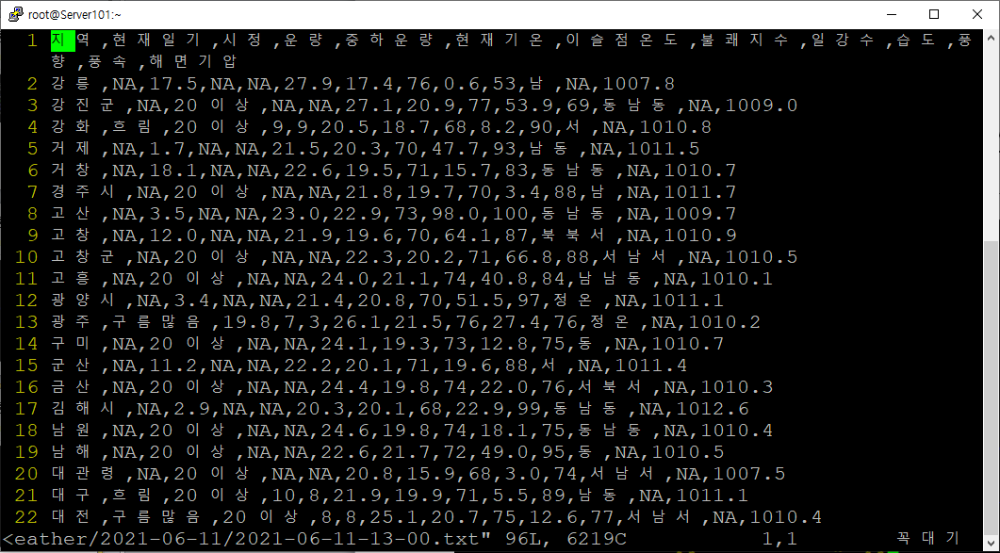 root@Server101:~
1 지역,현재일기,시정,운량,중하운량,현재기온,이슬점온도,불쾌지수,일강수,습도,풍
향,풍속,해면기압
2 강릉,NA,17.5,NA,NA,27.9,17.4,76,0.6,53,남,NA,1007.8
3 강진군,NA,20 이상,NA,NA,27.1,20.9,77,53.9,69,동남동,NA,1009.0
4 강화,흐림,20 이상,9,9,20.5,18.7,68,8.2,90,서,NA,1010.8
5 거제,NA,1.7,NA,NA,21.5,20.3,70,47.7,93,남동,NA,1011.5
6 거창,NA,18.1,NA,NA,22.6,19.5,71,15.7,83,동남동,NA,1010.7
7 경주시,NA,20 이상,NA,NA,21.8,19.7,70,3.4,88,남,NA,1011.7
8 고산,NA,3.5,NA,NA,23.0,22.9,73,98.0,100,동남동,NA,1009.7
9 고창,NA,12.0,NA,NA,21.9,19.6,70,64.1,87,북북서,NA,1010.9
10 고창군,NA,20 이상,NA,NA,22.3,20.2,71,66.8,88,서남서,NA,1010.5
11 고흥,NA,20 이상,NA,NA,24.0,21.1,74,40.8,84,남남동,NA,1010.1
12 광양시,NA,3.4,NA,NA,21.4,20.8,70,51.5,97,정온,NA,1011.1
13 광주,구름많음,19.8,7,3,26.1,21.5,76,27.4,76,정온,NA,1010.2
14 구미,NA,20 이상,NA,NA,24.1,19.3,73,12.8,75,동,NA,1010.7
15 군산,NA,11.2,NA,NA,22.2,20.1,71,19.6,88,서,NA,1011.4
16 금산,NA,20 이상,NA,NA,24.4,19.8,74,22.0,76,서북서,NA,1010.3
17 김해시,NA,2.9,NA,NA,20.3,20.1,68,22.9,99,동남동,NA,1012.6
18 남원,NA,20 이상,NA,NA,24.6,19.8,74,18.1,75,동남동,NA,1010.4
19 남해,NA,20 이상,NA,NA,22.6,21.7,72,49.0,95,동,NA,1010.5
20 대관령,NA,20 이상,NA,NA,20.8,15.9,68,3.0,74,서남서,NA,1007.5
21 대구,흐림,20 이상,10,8,21.9,19.9,71,5.5,89,남동,NA,1011.1
22 대전,구름많음,20 이상,8,8,25.1,20.7,75,12.6,77,서남서,NA,1010.4
<eather/2021-06-11/2021-06-11-13-00.txt" 96L, 6219C 1,1 꼭대기